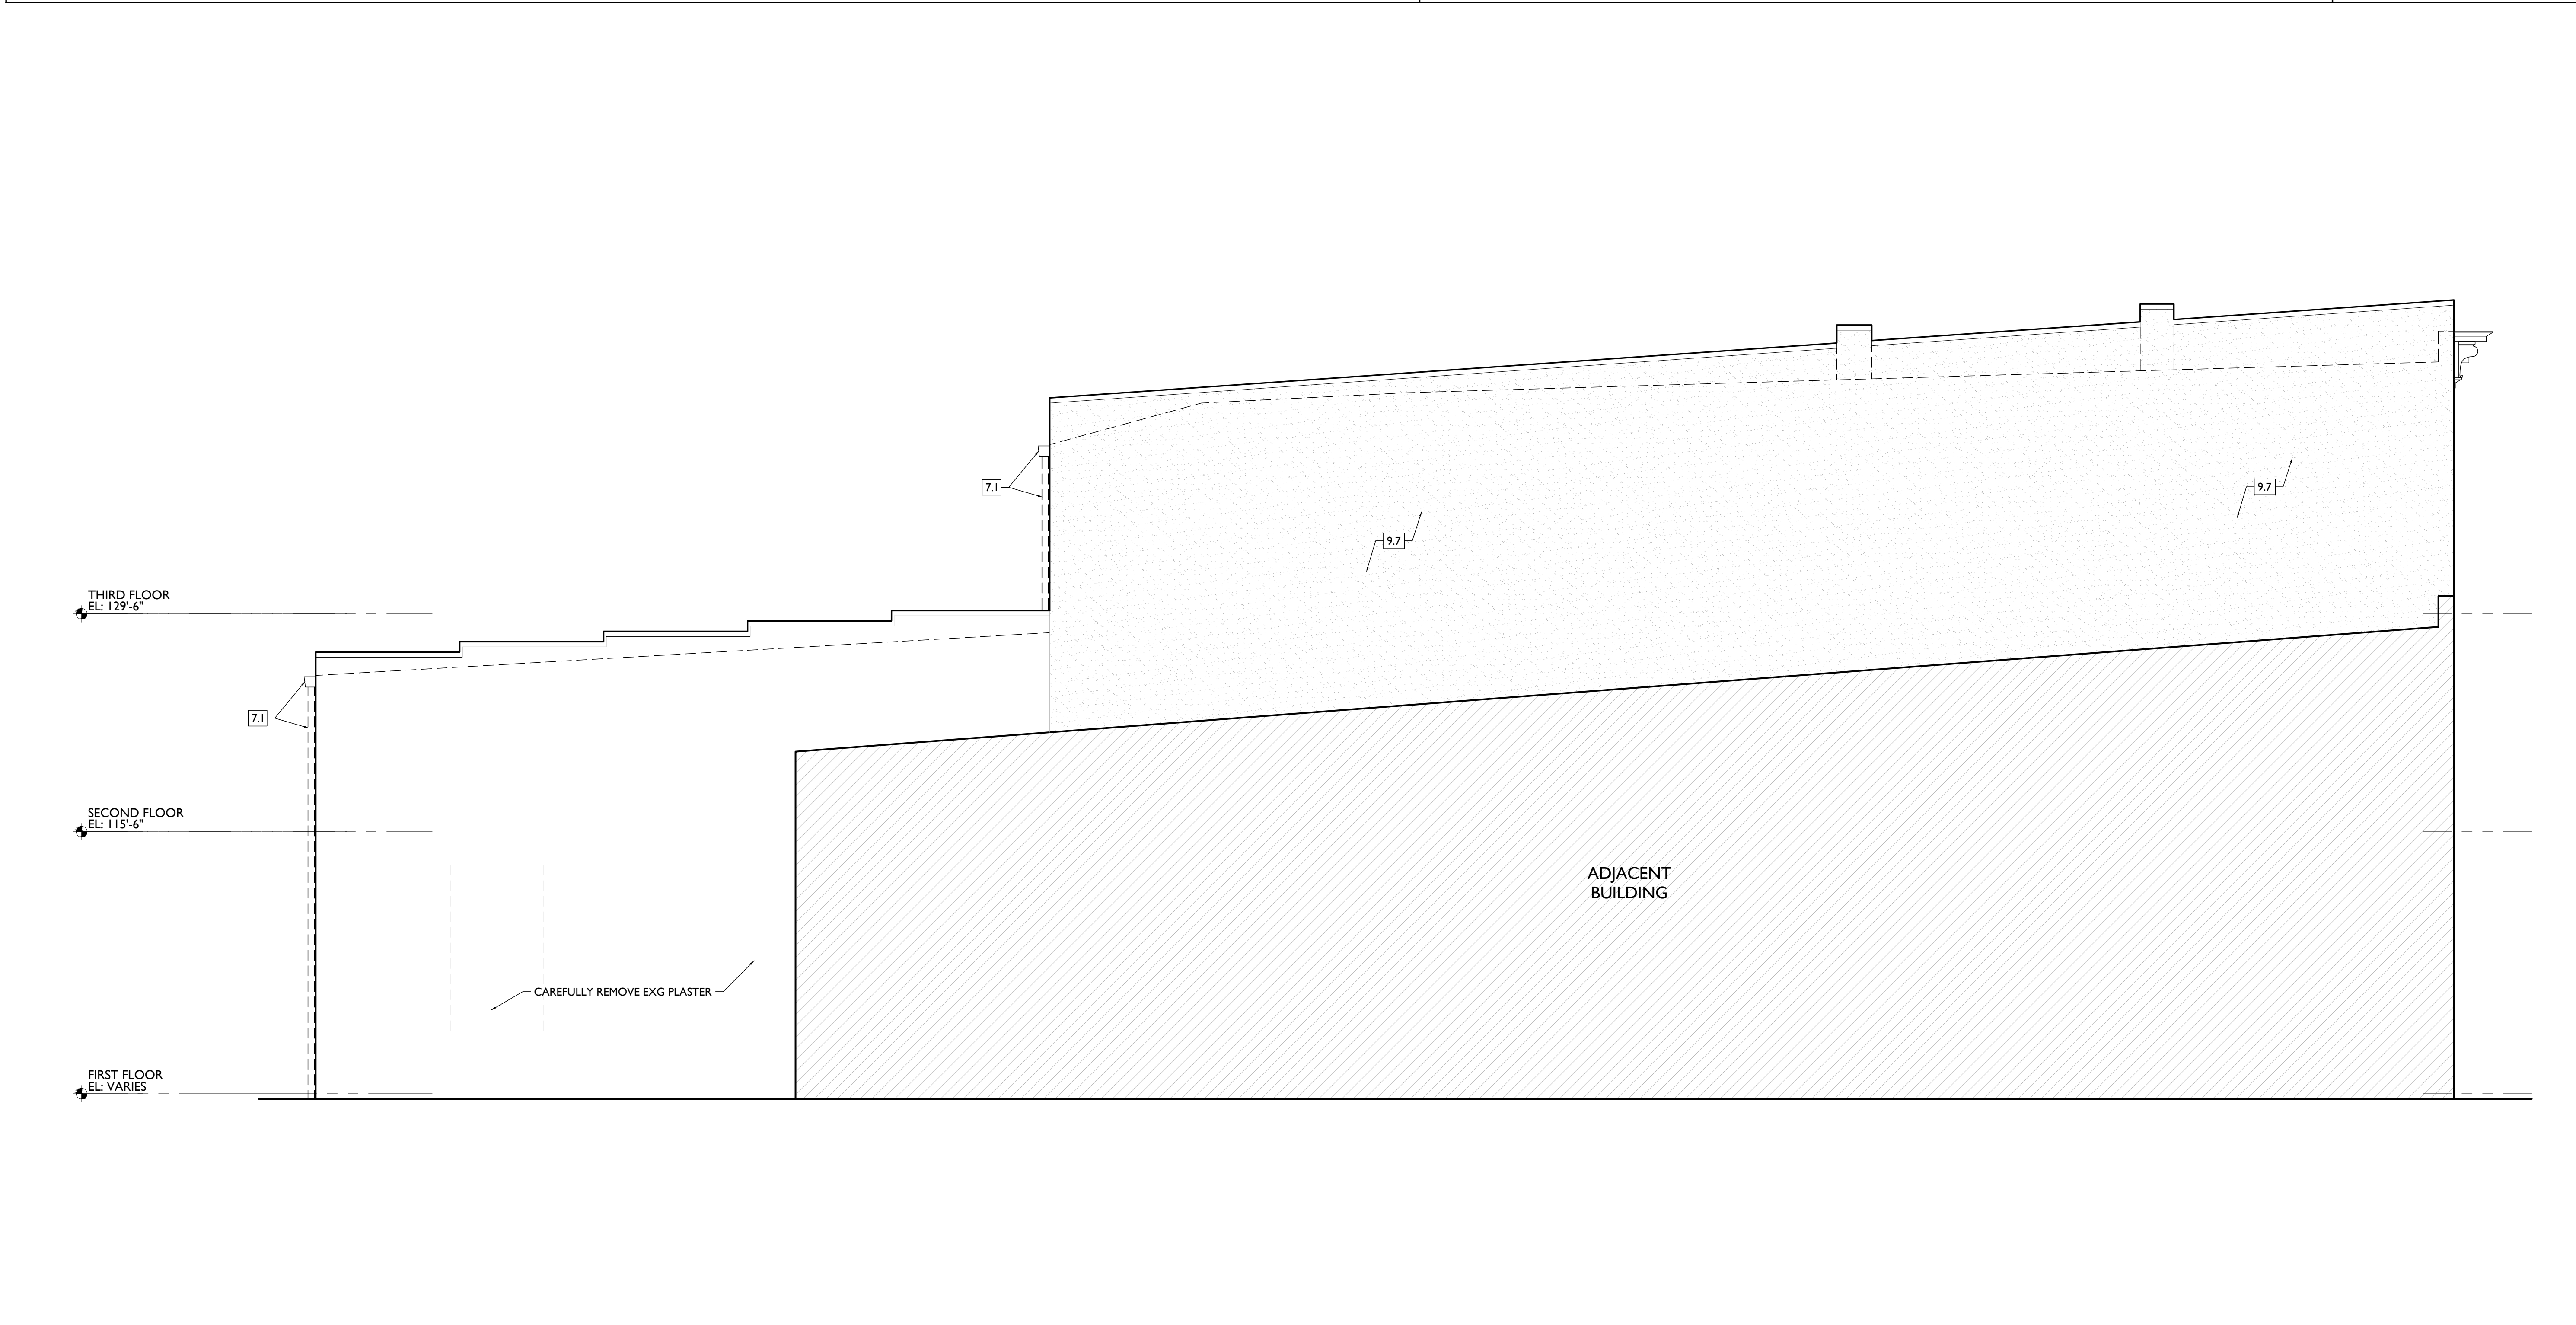 7.1
9.7
9.7
THIRD FLOOR
EL: 129'-6"
7.1
SECOND FLOOR
EL: 115'-6"
ADJACENT
BUILDING
CAREFULLY REMOVE EXG PLASTER
FIRST FLOOR
EL: VARIES